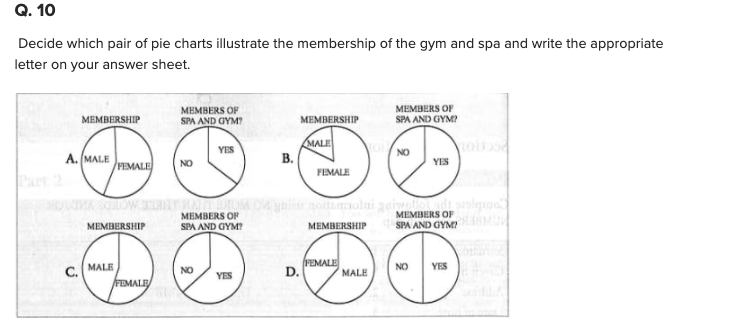 Q. 10
Decide which pair of pie charts illustrate the membership of the gym and spa and write the appropriate
letter on your answer sheet.
MEMBERSHIP
MEMBERS OF
SPA AND GYM?
MEMBERSHIP
MEMBERS OF
SPA AND GYM?
A. MALE FEMALE NO YES
B. MALE FEMALE NO YES
MEMBERSHIP
MEMBERS OF
SPA AND GYM?
MEMBERSHIP
MEMBERS OF
SPA AND GYM?
C. MALE FEMALE NO YES
D. FEMALE MALE NO YES
Part 2